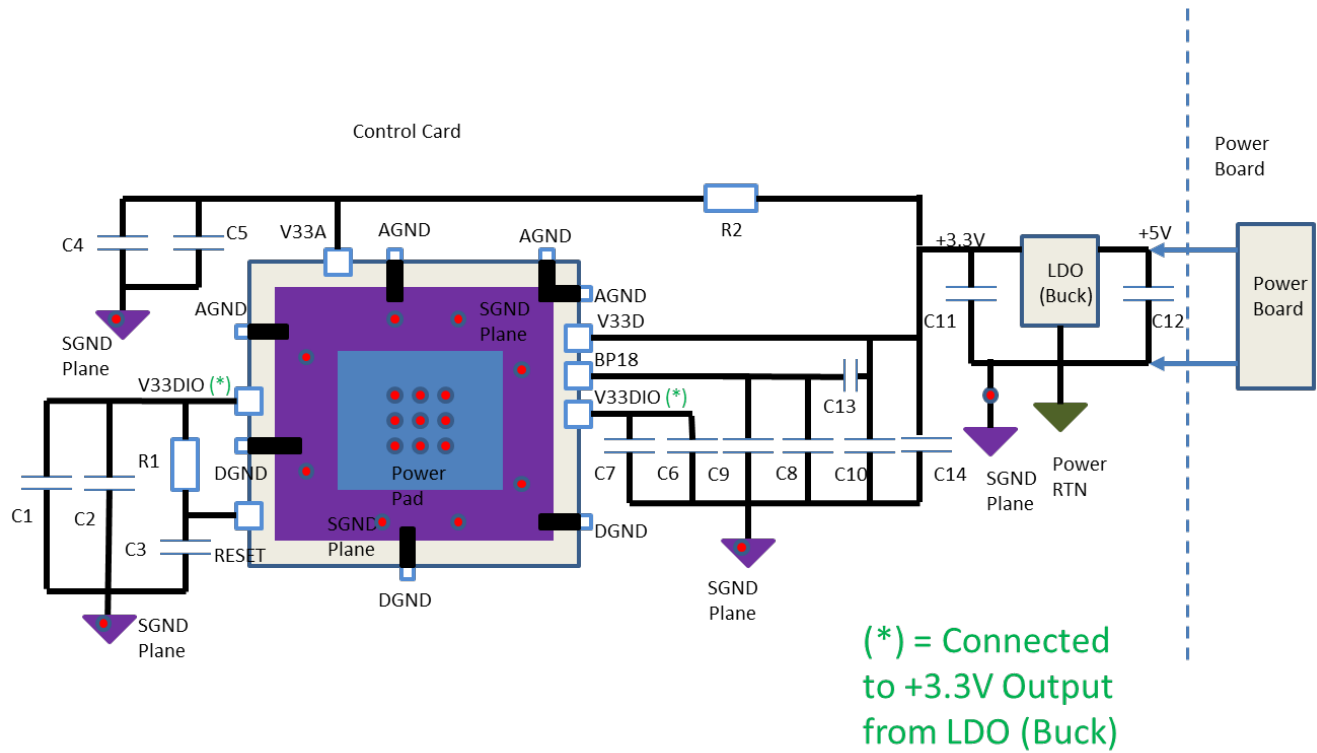 Control Card
Power
Board
C4
C5
V33A
AGND
AGND
R2
+3.3V
+5V
LDO
(Buck)
Power
Board
AGND
AGND
SGND
Plane
V33D
C11
C12
SGND
Plane
BP18
V33DIO (*)
V33DIO (*)
C13
R1
DGND
Power
Pad
C7
C6
C9
C8
C10
C14
SGND
Plane
Power
RTN
C1
C2
C3
RESET
SGND
Plane
DGND
DGND
SGND
Plane
SGND
Plane
(*) = Connected
to +3.3V Output
from LDO (Buck)